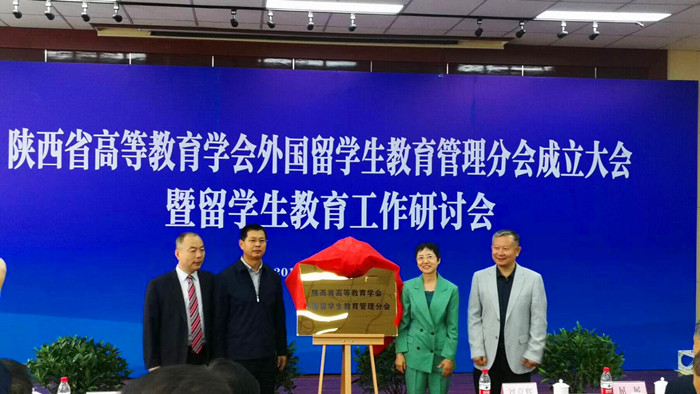 陕西省高等教育学会外国留学生教育管理分会成立大会
暨留学生教育工作研讨会
201
陕西省高等教育学会
留学生教育管理分会